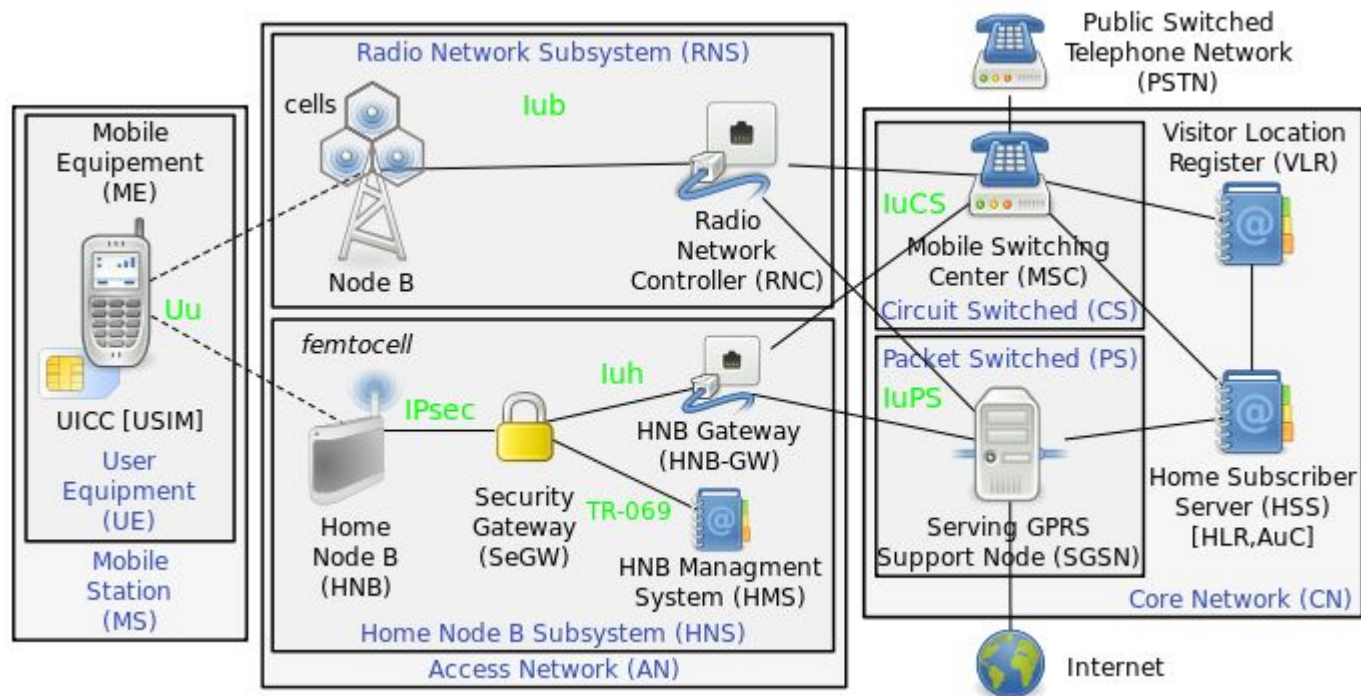 Mobile
Equipement
(ME)
Uu
UICC [USIM]
User
Equipment
(UE)
Mobile
Station
(MS)
Radio Network Subsystem (RNS)
cells
Iub
Node B
Radio
Network
Controller (RNC)
femtocell
Iuh
IPsec
HNB Gateway
(HNB-GW)
Home
Node B
(HNB)
Security
Gateway
(SeGW)
TR-069
HNB Managment
System (HMS)
Home Node B Subsystem (HNS)
Access Network (AN)
Public Switched
Telephone Network
(PSTN)
Visitor Location
Register (VLR)
IuCS
Mobile Switching
Center (MSC)
Circuit Switched (CS)
Packet Switched (PS)
IuPS
Serving GPRS
Support Node (SGSN)
@
@
@
Home Subscriber
Server (HSS)
[HLR,AuC]
Core Network (CN)
Internet